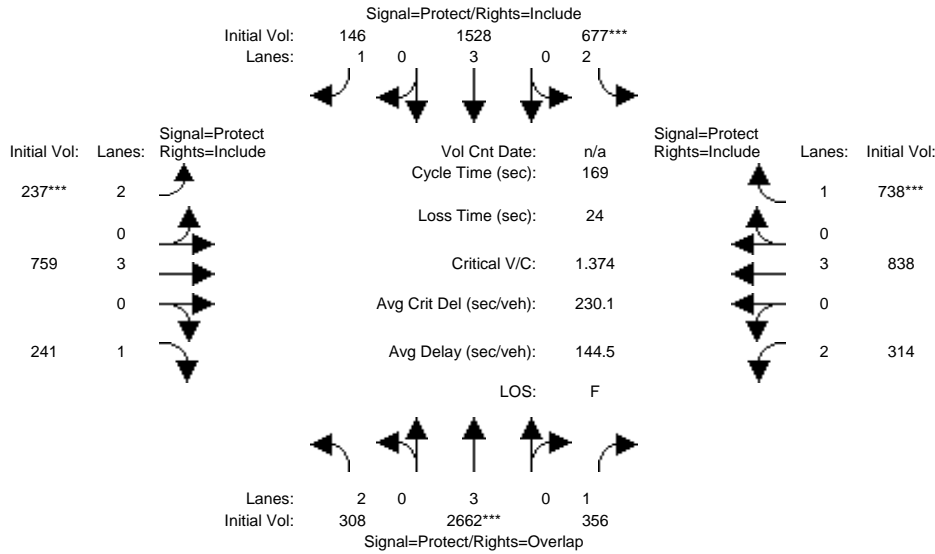 Signal=Protect/Rights=Include
Initial Vol: 146 1528 677***
Lanes: 1 0 3 0 2
Signal=Protect Signal=Protect
Initial Vol: Lanes: Rights=Include Vol Cnt Date: n/a Rights=Include Lanes: Initial Vol:
Cycle Time (sec): 169
237*** 2 1 738***
Loss Time (sec): 24
0 0
759 3 Critical V/C: 1.374 3 838
0 Avg Crit Del (sec/veh): 230.1 0
241 1 Avg Delay (sec/veh): 144.5 2 314
LOS: F
Lanes: 2 0 3 0 1
Initial Vol: 308 2662*** 356
Signal=Protect/Rights=Overlap